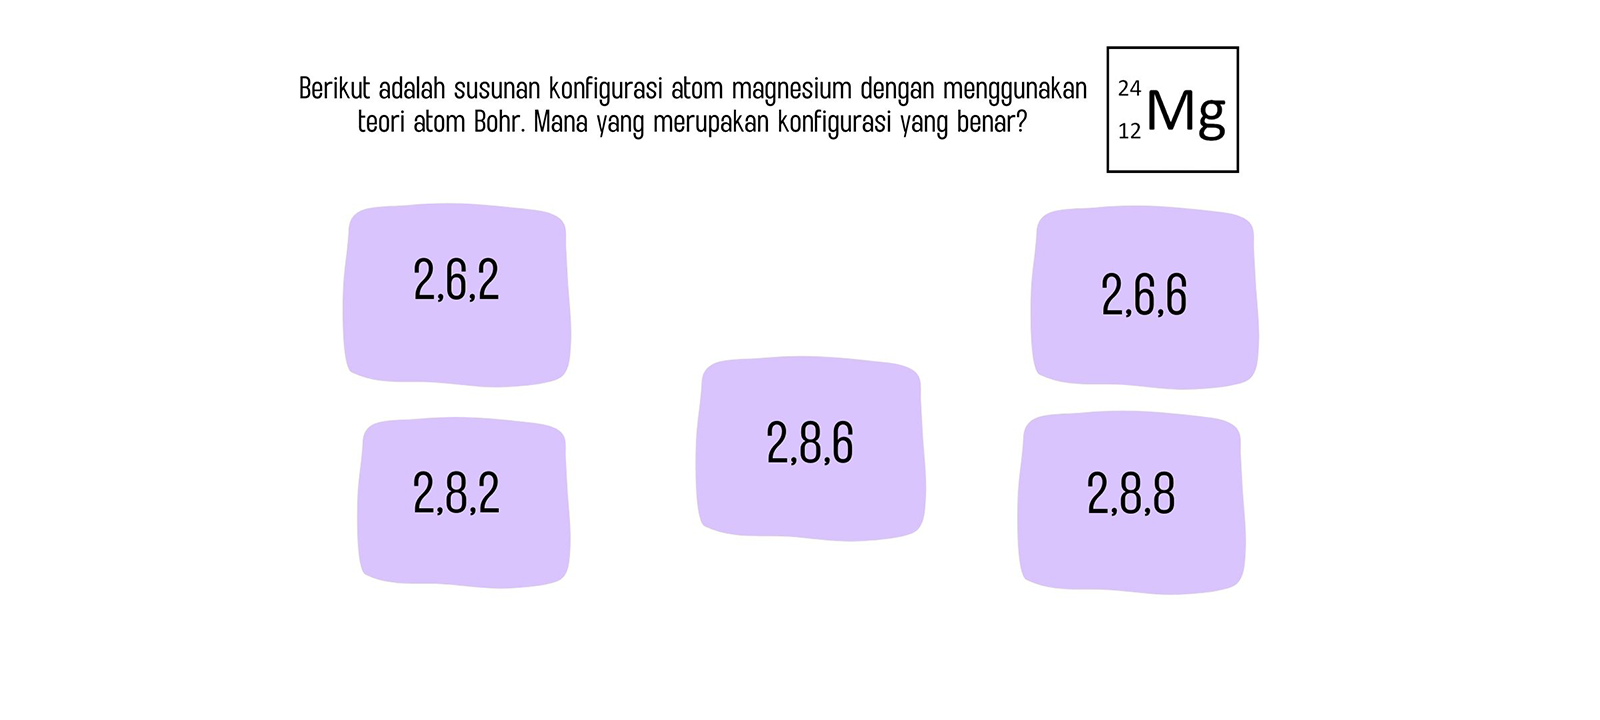 Berikut adalah susunan konfigurasi atom magnesium dengan menggunakan
teori atom Bohr. Mana yang merupakan konfigurasi yang benar?
24
12
Mg
2,6,2
2,6,6
2,8,6
2,8,2
2,8,8